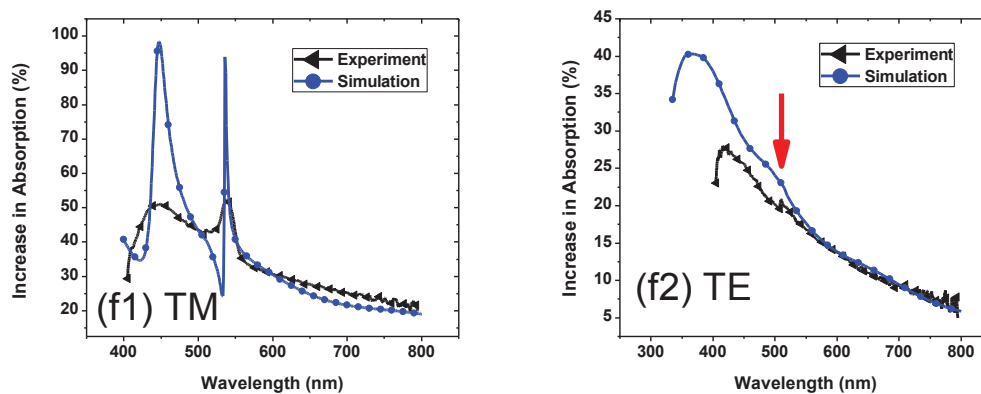 100
90
80
70
60
50
40
30
20
Increase in Absorption (%)
Experiment
Simulation
(f1) TM
400 500 600 700 800
Wavelength (nm)
45
40
35
30
25
20
15
10
5
Increase in Absorption (%)
Experiment
Simulation
(f2) TE
300 400 500 600 700 800
Wavelength (nm)